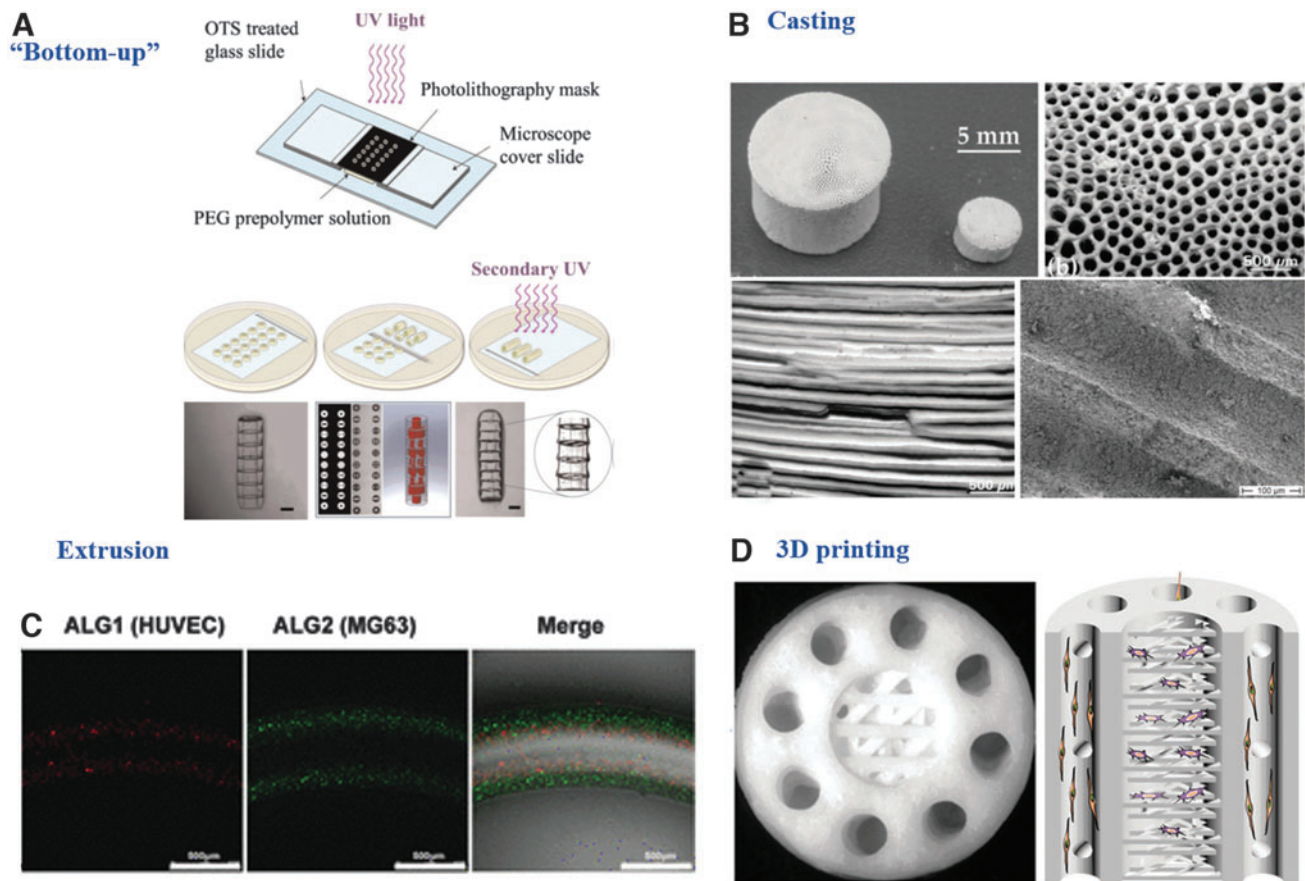 A
“Bottom-up”
OTS treated
glass slide
UV light
Photolithography mask
Microscope
cover slide
PEG prepolymer solution
Secondary UV
B
Casting
5 mm
(b)
500 µm
500 µm
100 µm
Extrusion
C
ALG1 (HUVEC)
ALG2 (MG63)
Merge
500µm
500µm
500µm
D
3D printing